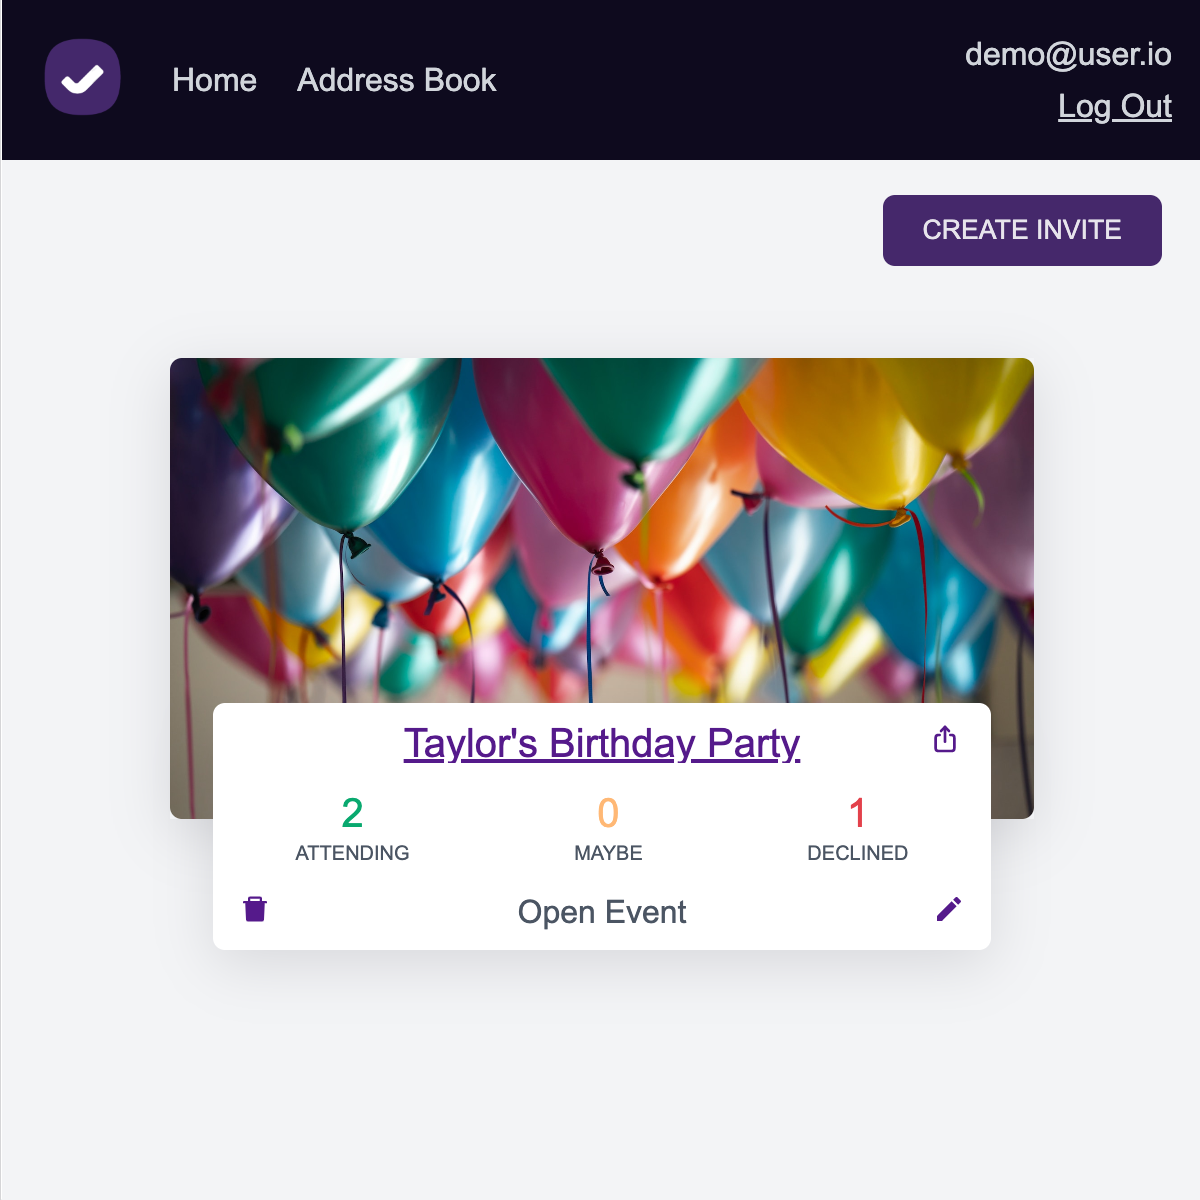 Home
Address Book
demo@user.io
Log Out
CREATE INVITE
Taylor's Birthday Party
2
0
1
ATTENDING
MAYBE
DECLINED
Open Event